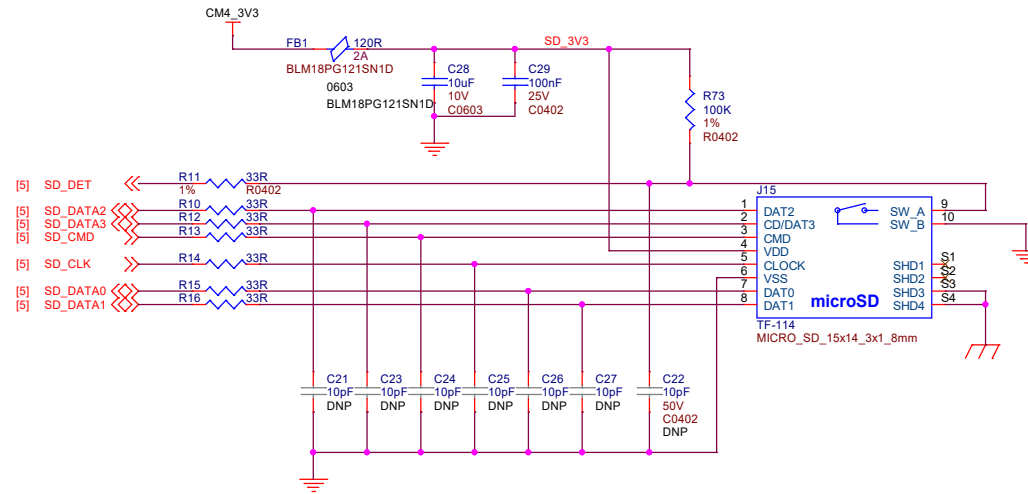 CM4_3V3
FB1 120R
2A
BLM18PG121SN1D
0603
BLM18PG121SN1D
C28
10uF
10V
C0603
C29
100nF
25V
C0402
SD_3V3
R73
100K
1%
R0402
[5] SD_DET R11 33R
1% R0402
[5] SD_DATA2 R10 33R
[5] SD_DATA3 R12 33R
[5] SD_CMD R13 33R
[5] SD_CLK R14 33R
[5] SD_DATA0 R15 33R
[5] SD_DATA1 R16 33R
J15
1 DAT2
2 CD/DAT3
3 CMD
4 VDD
5 CLOCK
6 VSS
7 DAT0
8 DAT1
SW_A 9
SW_B 10
SHD1 S1
SHD2 S2
SHD3 S3
SHD4 S4
microSD
TF-114
MICRO_SD_15x14_3x1_8mm
C21
10pF
DNP
C23
10pF
DNP
C24
10pF
DNP
C25
10pF
DNP
C26
10pF
DNP
C27
10pF
DNP
C22
10pF
50V
C0402
DNP